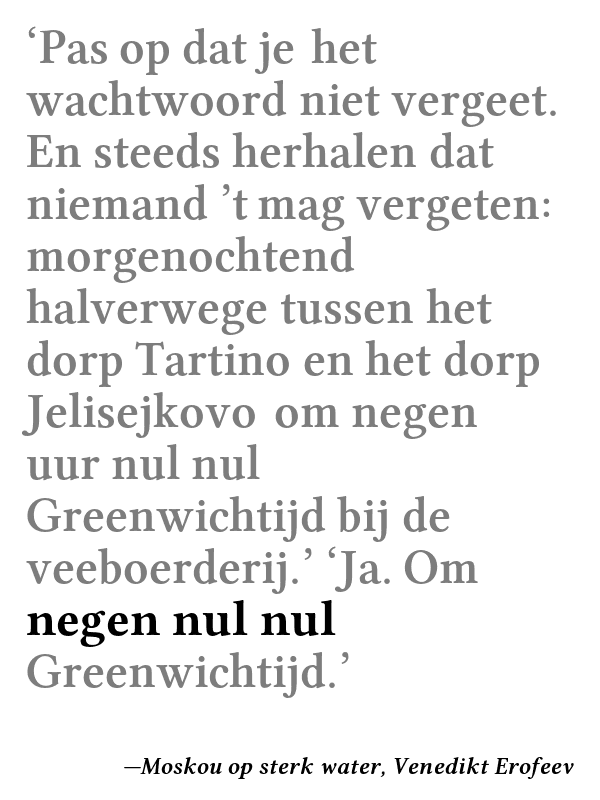 ‘Pas op dat je het
wachtwoord niet vergeet.
En steeds herhalen dat
niemand ’t mag vergeten:
morgenochtend
halverwege tussen het
dorp Tartino en het dorp
Jelisejkovo om negen
uur nul nul
Greenwichtijd bij de
veeboerderij.’ ‘Ja. Om
negen nul nul
Greenwichtijd.’
—Moskou op sterk water, Venedikt Erofeev